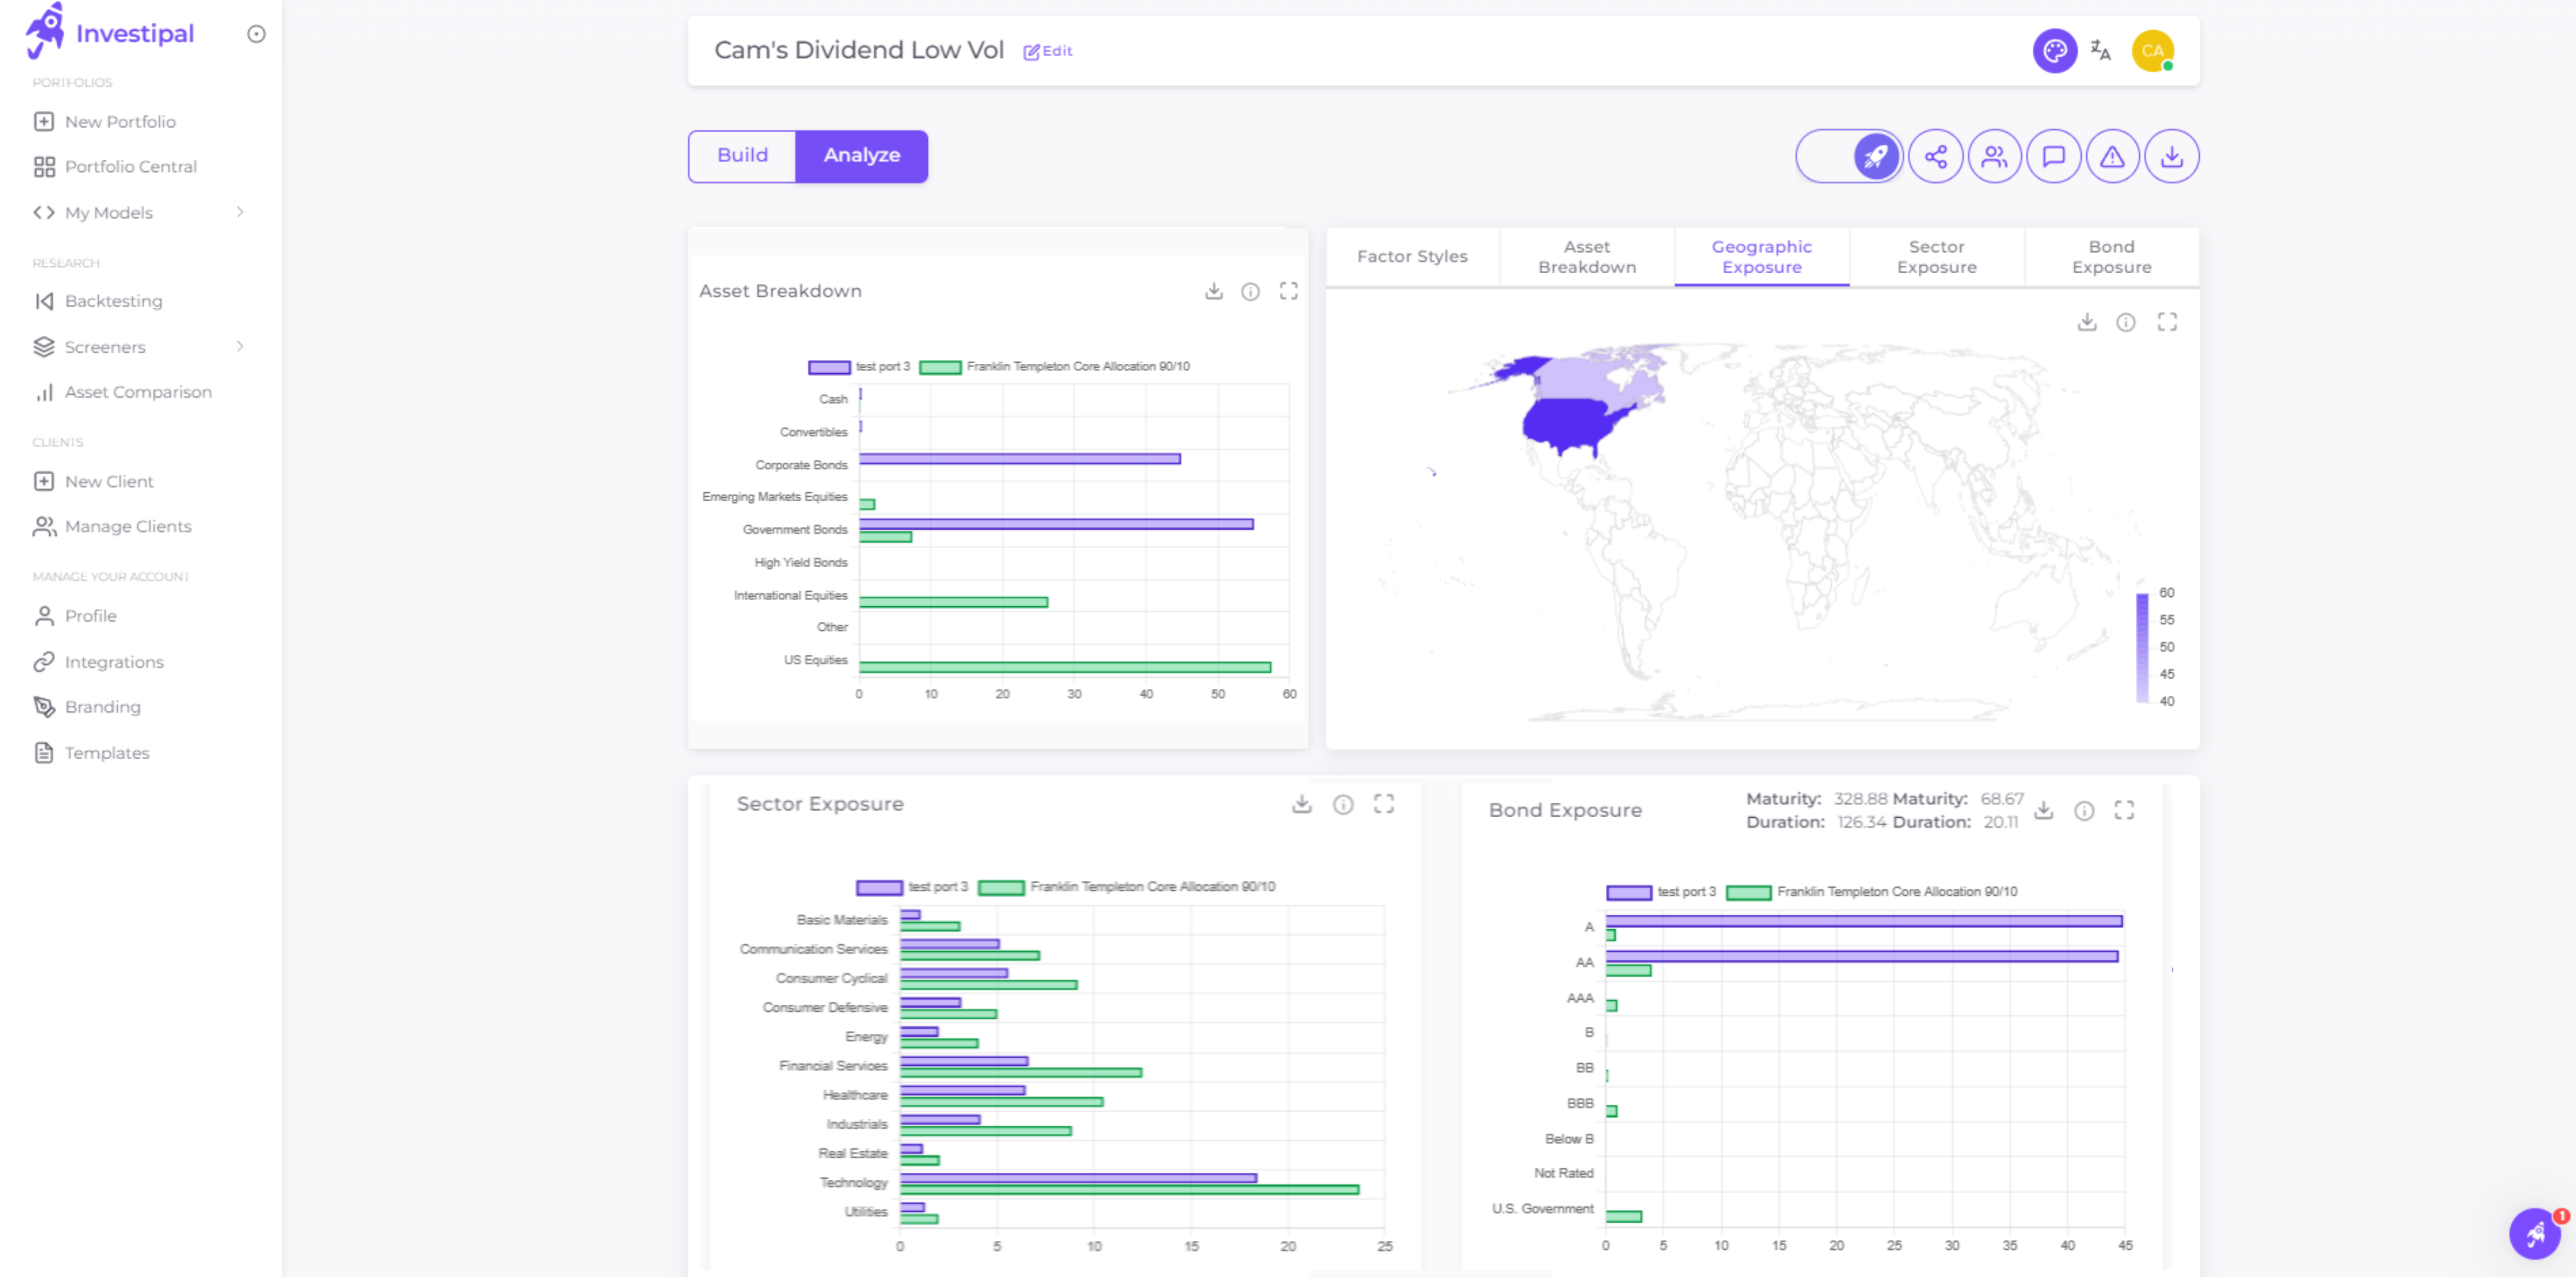 Investipal
PORTFOLIOS
New Portfolio
Portfolio Central
My Models
RESEARCH
Backtesting
Screeners
Asset Comparison
CLIENTS
New Client
Manage Clients
MANAGE YOUR ACCOUNT
Profile
Integrations
Branding
Templates
Cam's Dividend Low Vol
Edit
CA
Build
Analyze
Asset Breakdown
test port 3
Franklin Templeton Core Allocation 90/10
Cash
Convertibles
Corporate Bonds
Emerging Markets Equities
Government Bonds
High Yield Bonds
International Equities
Other
US Equities
0 10 20 30 40 50 60
Factor Styles
Asset
Breakdown
Geographic
Exposure
Sector
Exposure
Bond
Exposure
60
55
50
45
40
Sector Exposure
test port 3
Franklin Templeton Core Allocation 90/10
Basic Materials
Communication Services
Consumer Cyclical
Consumer Defensive
Energy
Financial Services
Healthcare
Industrials
Real Estate
Technology
Utilities
0 5 10 15 20 25
Bond Exposure
Maturity: 328.88 Maturity: 68.67
Duration: 126.34 Duration: 20.11
test port 3
Franklin Templeton Core Allocation 90/10
A
AA
AAA
B
BB
BBB
Below B
Not Rated
U.S. Government
0 5 10 15 20 25 30 35 40 45
1